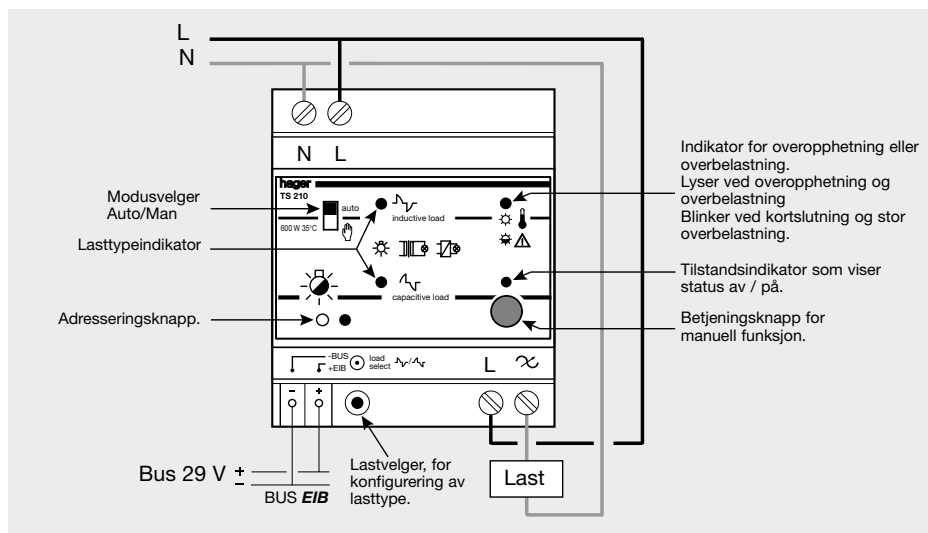 L
N
N L
hager
TS 210
auto
600 W 35°C
inductive load
capacitive load
Modusvelger
Auto/Man
Lasttypeindikator
Adresseringsknapp.
Indikator for overopphetning eller
overbelastning.
Lyser ved overopphetning og
overbelastning
Blinker ved kortslutning og stor
overbelastning.
Tilstandsindikator som viser
status av / på.
Betjeningsknapp for
manuell funksjon.
-BUS
+EIB
load
select
L
- +
Bus 29 V + -
BUS EIB
Lastvelger, for
konfigurering av
lasttype.
Last